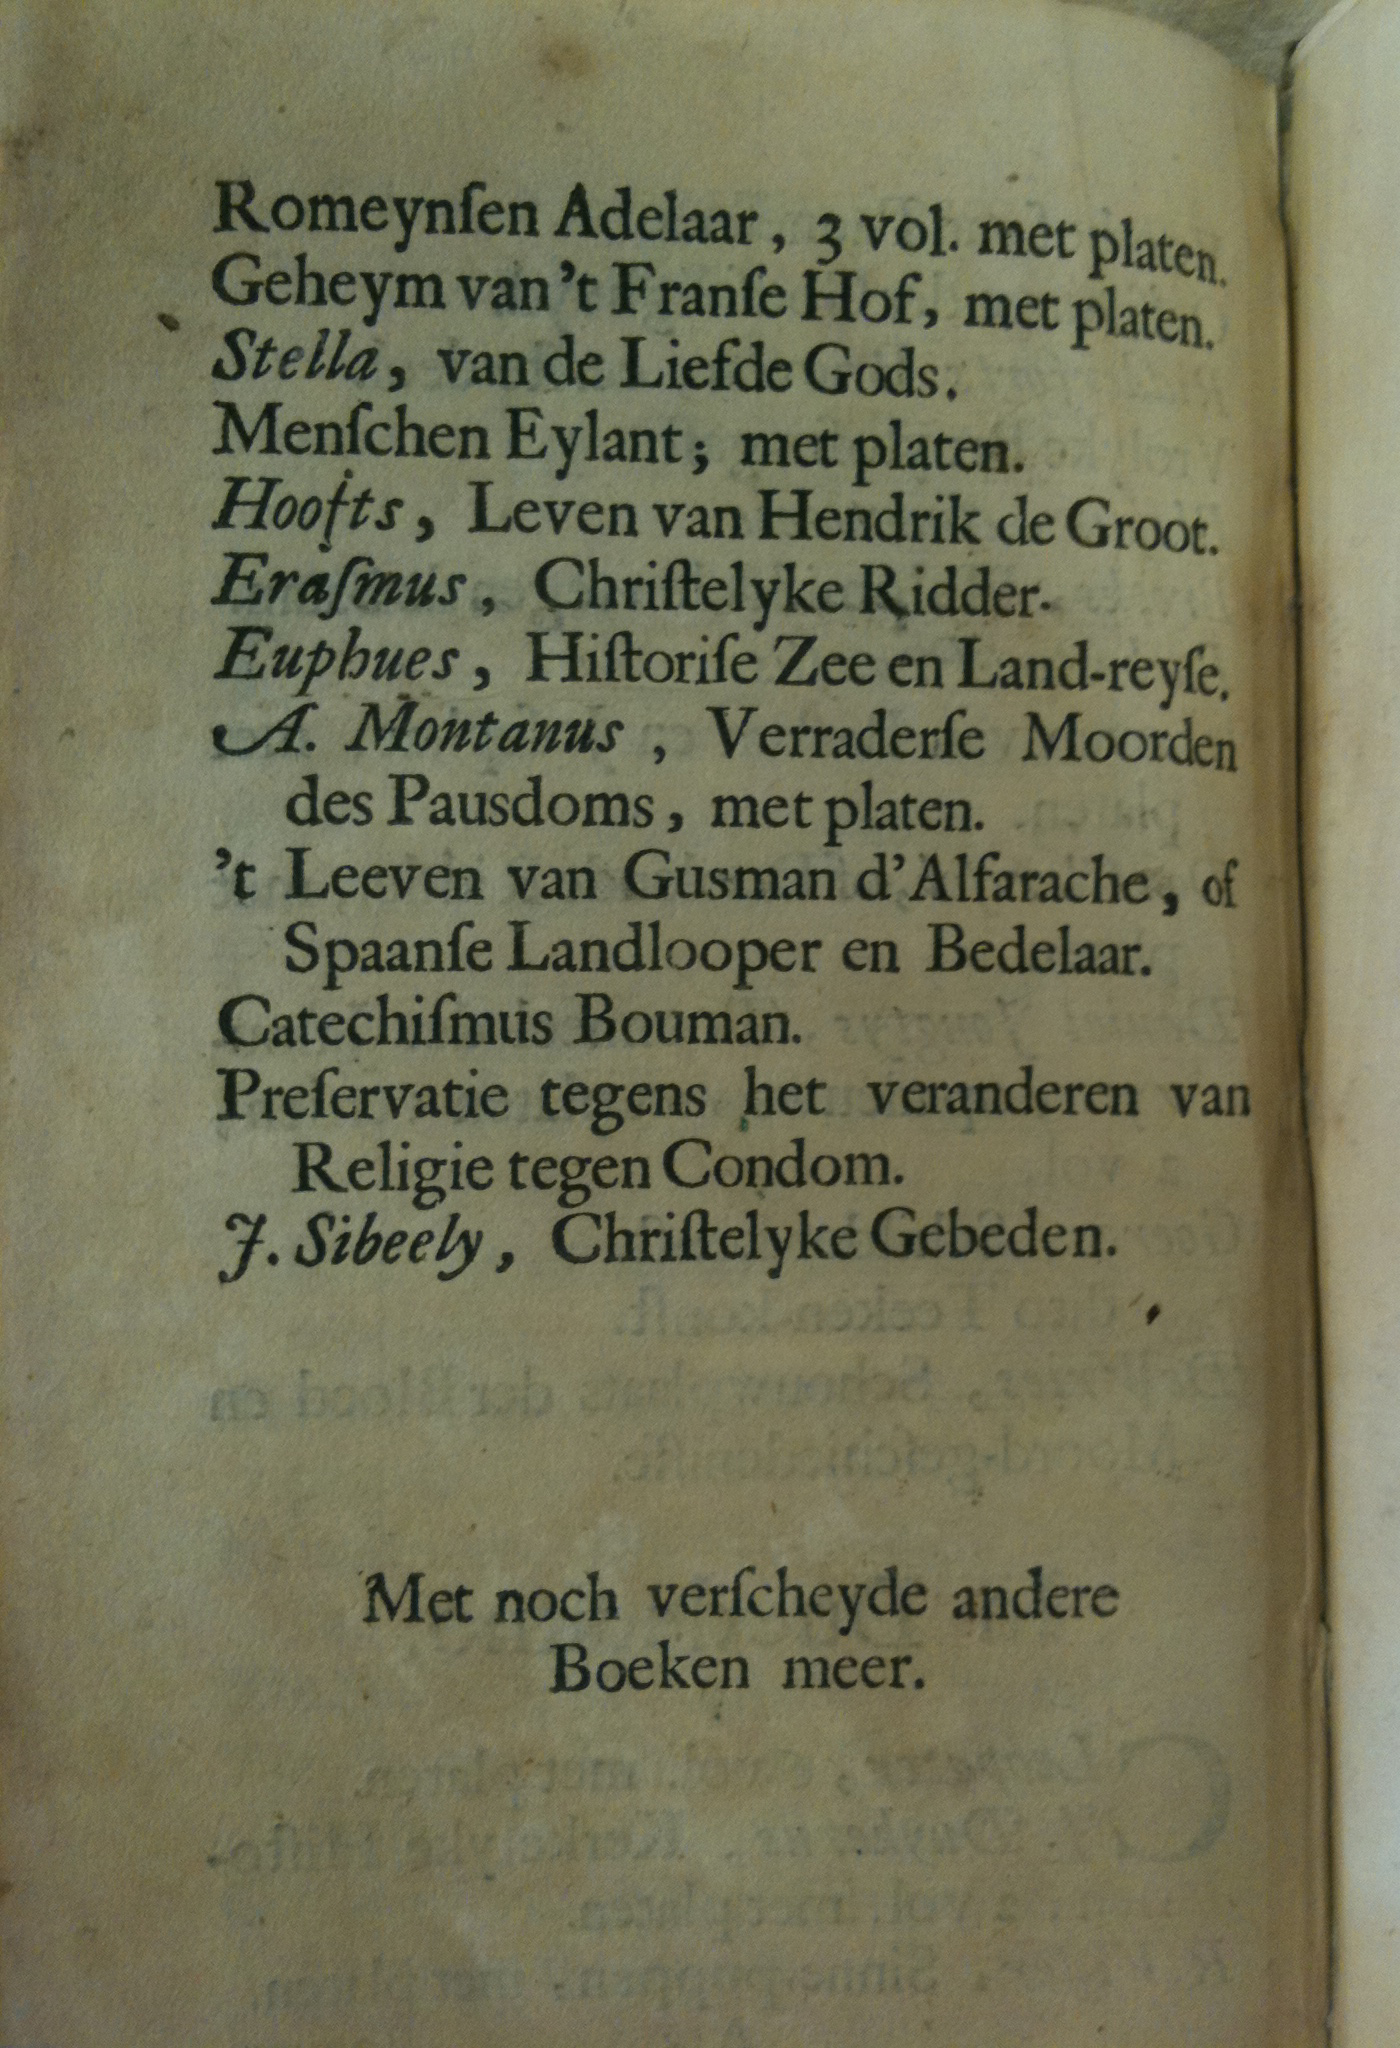 Romeynſen Adelaar, 3 vol. met platen.
Geheym van 't Franſe Hof, met platen.
Stella, van de Liefde Gods.
Menſchen Eylant; met platen.
Hoofts, Leven van Hendrik de Groot.
Eraſmus, Chriſtelyke Ridder.
Euphues, Hiſtoriſe Zee en Land-reyſe.
A. Montanus, Verraderſe Moorden
des Pausdoms, met platen.
't Leeven van Gusman d'Alfarache, of
Spaanſe Landlooper en Bedelaar.
Catechiſmus Bouman.
Preſervatie tegens het veranderen van
Religie tegen Condom.
J. Sibeely, Chriſtelyke Gebeden.
Met noch verſcheyde andere
Boeken meer.